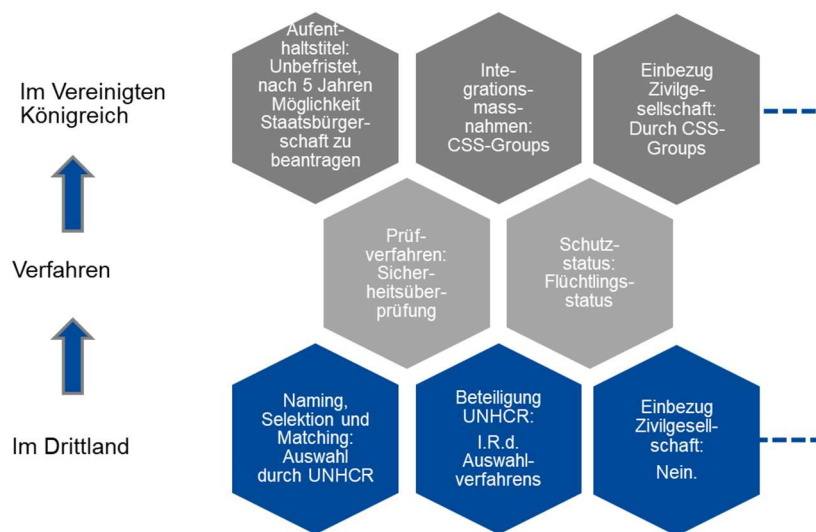 Im Vereinigten
Königreich
Aufent-
haltstitel:
Unbefristet,
nach 5 Jahren
Möglichkeit
Staatsbürger-
schaft zu
beantragen
Inte-
grations-
mass-
nahmen:
CSS-Groups
Einbezug
Zivilge-
sellschaft:
Durch CSS-
Groups
Verfahren
Prüf-
verfahren:
Sicher-
heitsüber-
prüfung
Schutz-
status:
Flüchtlings-
status
Im Drittland
Naming,
Selektion und
Matching:
Auswahl
durch UNHCR
Beteiligung
UNHCR:
I.R.d.
Auswahl-
verfahrens
Einbezug
Zivilgesell-
schaft:
Nein.